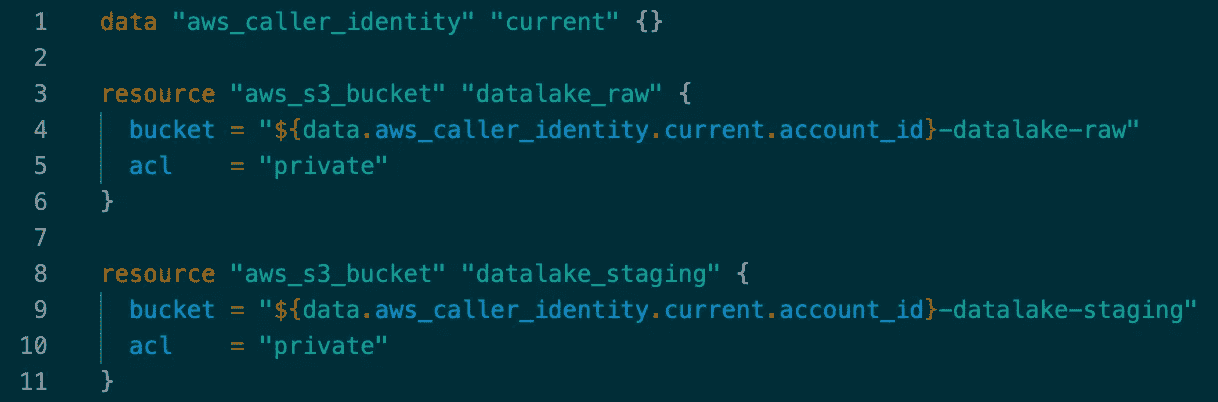 1 data "aws_caller_identity" "current" {}
2
3 resource "aws_s3_bucket" "datalake_raw" {
4 bucket = "${data.aws_caller_identity.current.account_id}-datalake-raw"
5 acl = "private"
6 }
7
8 resource "aws_s3_bucket" "datalake_staging" {
9 bucket = "${data.aws_caller_identity.current.account_id}-datalake-staging"
10 acl = "private"
11 }